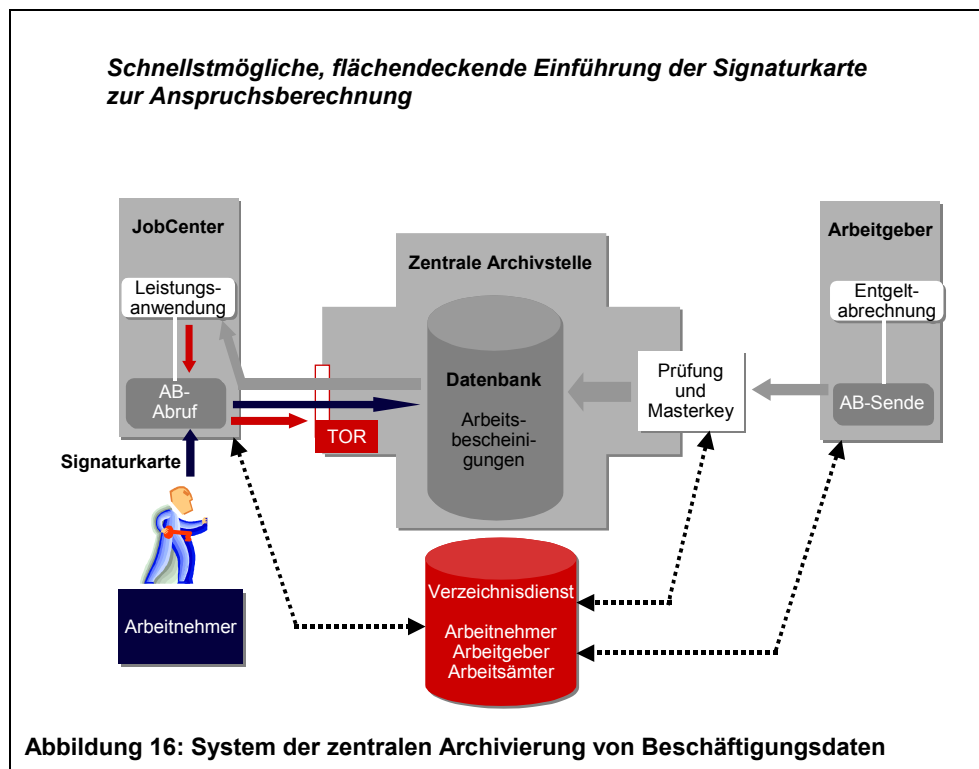 Schnellstmögliche, flächendeckende Einführung der Signaturkarte
zur Anspruchsberechnung
JobCenter
Leistungs-
anwendung
AB-
Abruf
Signaturkarte
Arbeitnehmer
Zentrale Archivstelle
TOR
Datenbank
Arbeits-
bescheini-
gungen
Prüfung
und
Masterkey
Arbeitgeber
Entgelt-
abrechnung
AB-Sende
Verzeichnisdienst
Arbeitnehmer
Arbeitgeber
Arbeitsämter
Abbildung 16: System der zentralen Archivierung von Beschäftigungsdaten